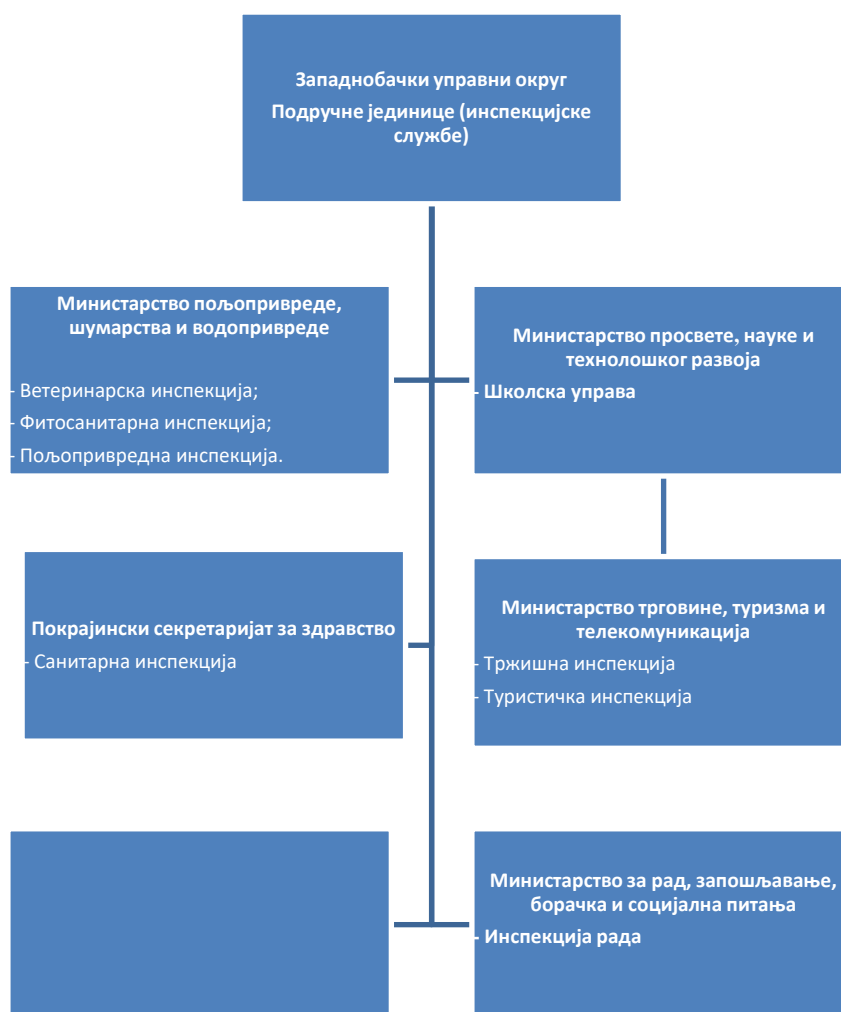 Западнобачки управни округ
Подручне јединице (инспекцијске
службе)
Министарство пољопривреде,
шумарства и водопривреде
- Ветеринарска инспекција;
- Фитосанитарна инспекција;
- Пољопривредна инспекција.
Министарство просвете, науке и
технолошког развоја
- Школска управа
Покрајински секретаријат за здравство
- Санитарна инспекција
Министарство трговине, туризма и
телекомуникација
- Тржишна инспекција
- Туристичка инспекција
Министарство за рад, запошљавање,
борачка и социјална питања
- Инспекција рада